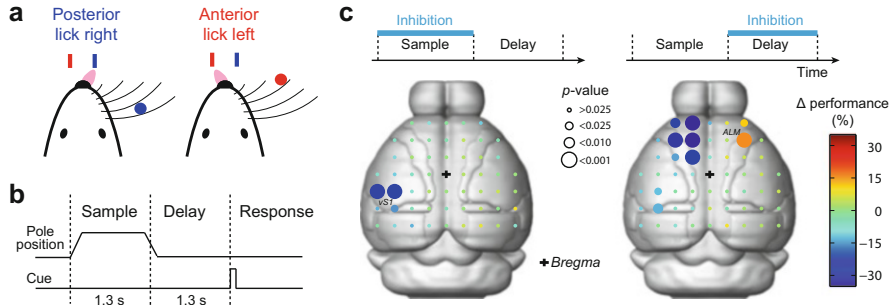 a
Posterior
lick right
Anterior
lick left
b
Sample
Delay
Response
Pole
position
Cue
1.3 s
1.3 s
c
Inhibition
Sample
Delay
Inhibition
Sample
Delay
Time
p-value
>0.025
<0.025
<0.010
<0.001
vS1
ALM
Bregma
Δ performance
(%)
35
30
15
0
−15
−30
−35